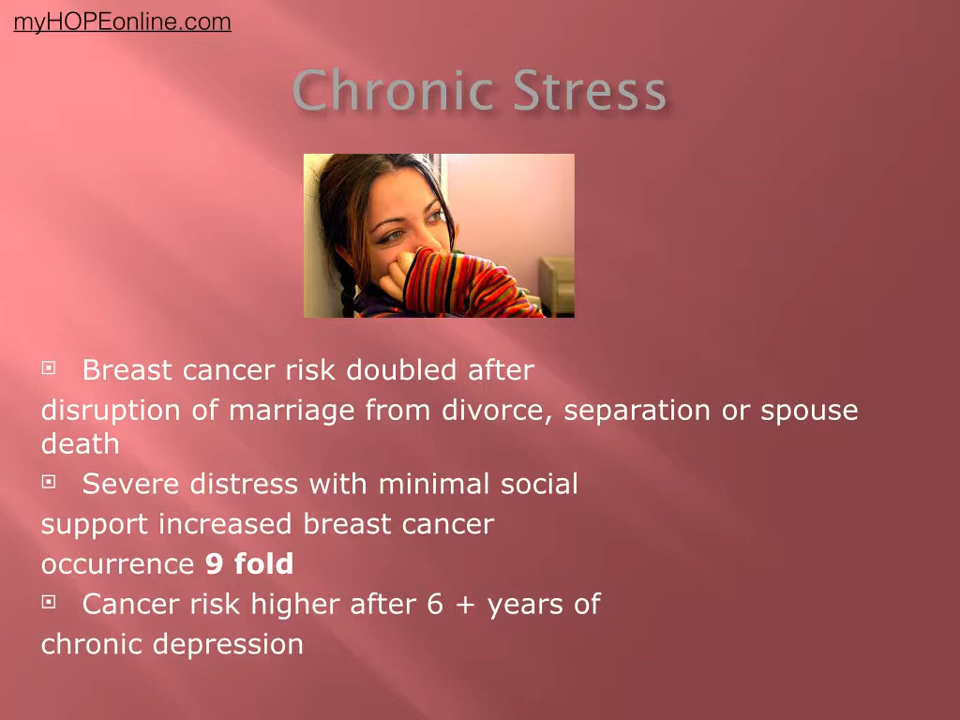 myHOPEonline.com
Chronic Stress
Breast cancer risk doubled after
disruption of marriage from divorce, separation or spouse
death
Severe distress with minimal social
support increased breast cancer
occurrence 9 fold
Cancer risk higher after 6 + years of
chronic depression